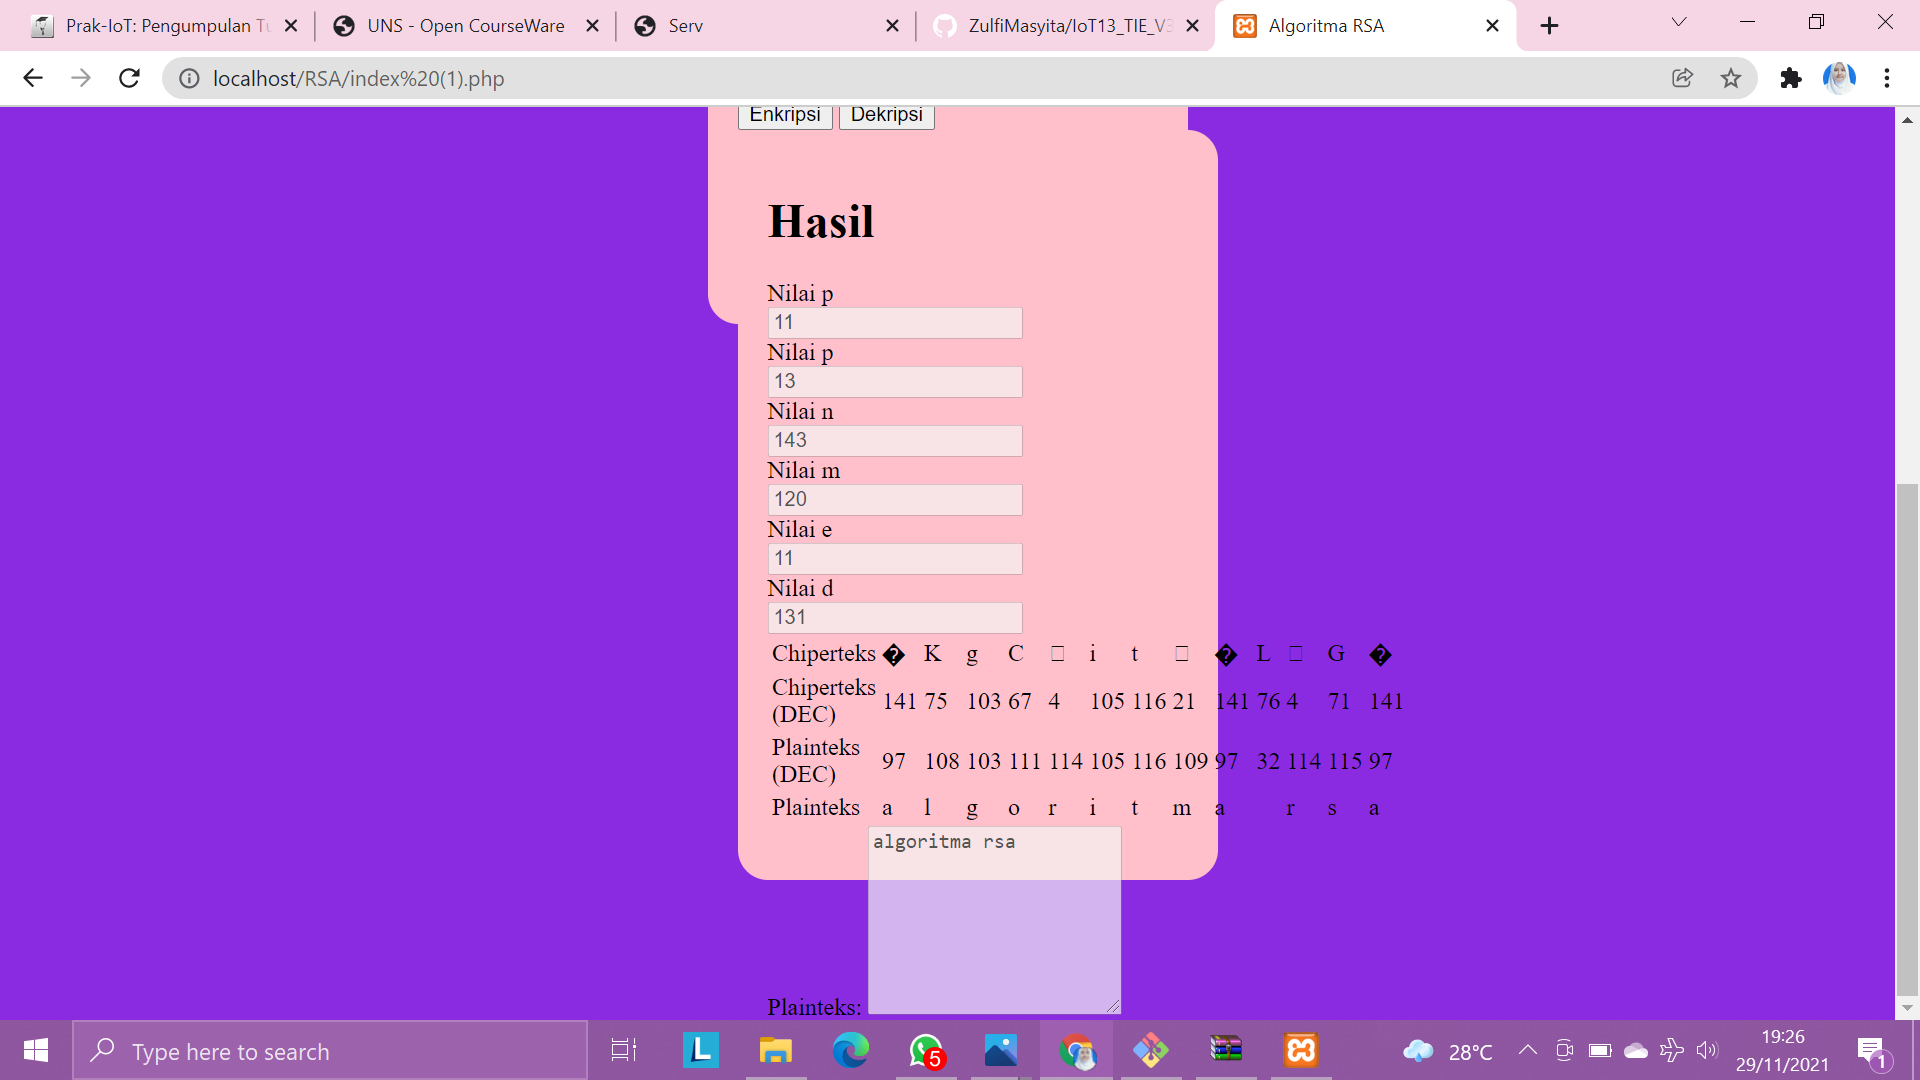 Prak-IoT: Pengumpulan Tu
UNS - Open CourseWare
Serv
ZulfiMasyita/IoT13_TIE_V3
Algoritma RSA
localhost/RSA/index%20(1).php
Enkripsi Dekripsi
Hasil
Nilai p
11
Nilai p
13
Nilai n
143
Nilai m
120
Nilai e
11
Nilai d
131
Chiperteks � K g C □ i t □ � L □ G �
Chiperteks
(DEC) 141 75 103 67 4 105 116 21 141 76 4 71 141
Plainteks
(DEC) 97 108 103 111 114 105 116 109 97 32 114 115 97
Plainteks a l g o r i t m a r s a
algoritma rsa
Plainteks:
Type here to search
L
5
28°C
19:26
29/11/2021
1